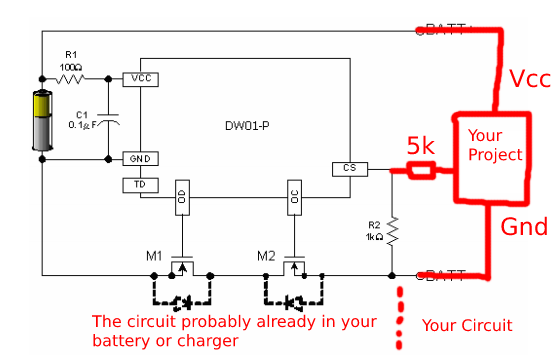 BATT+
R1
100Ω
VCC
Vcc
C1
0.1µF
DW01-P
Your
Project
5k
GND
CS
TD
OD
OC
R2
1kΩ
Gnd
M1
M2
BATT-
The circuit probably already in your
battery or charger
Your Circuit